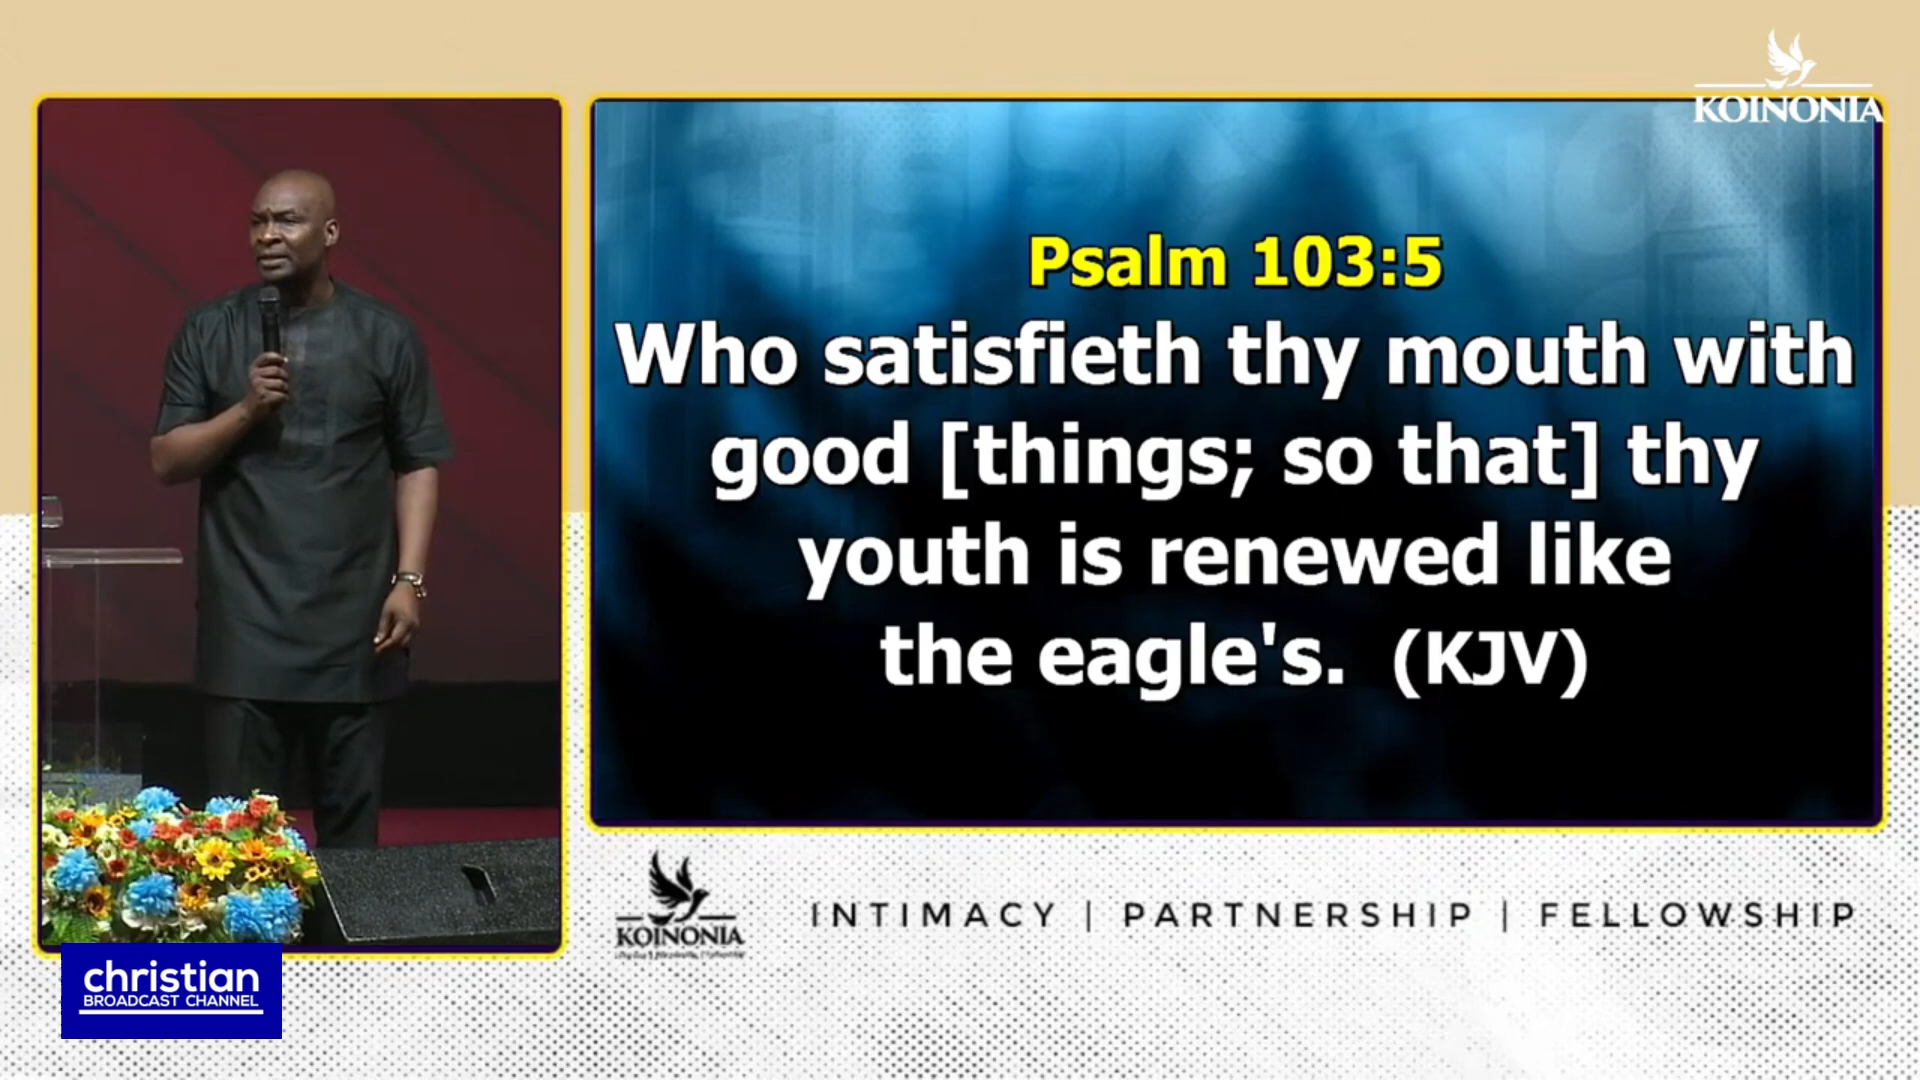 KOINONIA
Psalm 103:5
Who satisfieth thy mouth with
good [things; so that] thy
youth is renewed like
the eagle's. (KJV)
KOINONIA
INTIMACY | PARTNERSHIP | FELLOWSHIP
christian
BROADCAST CHANNEL